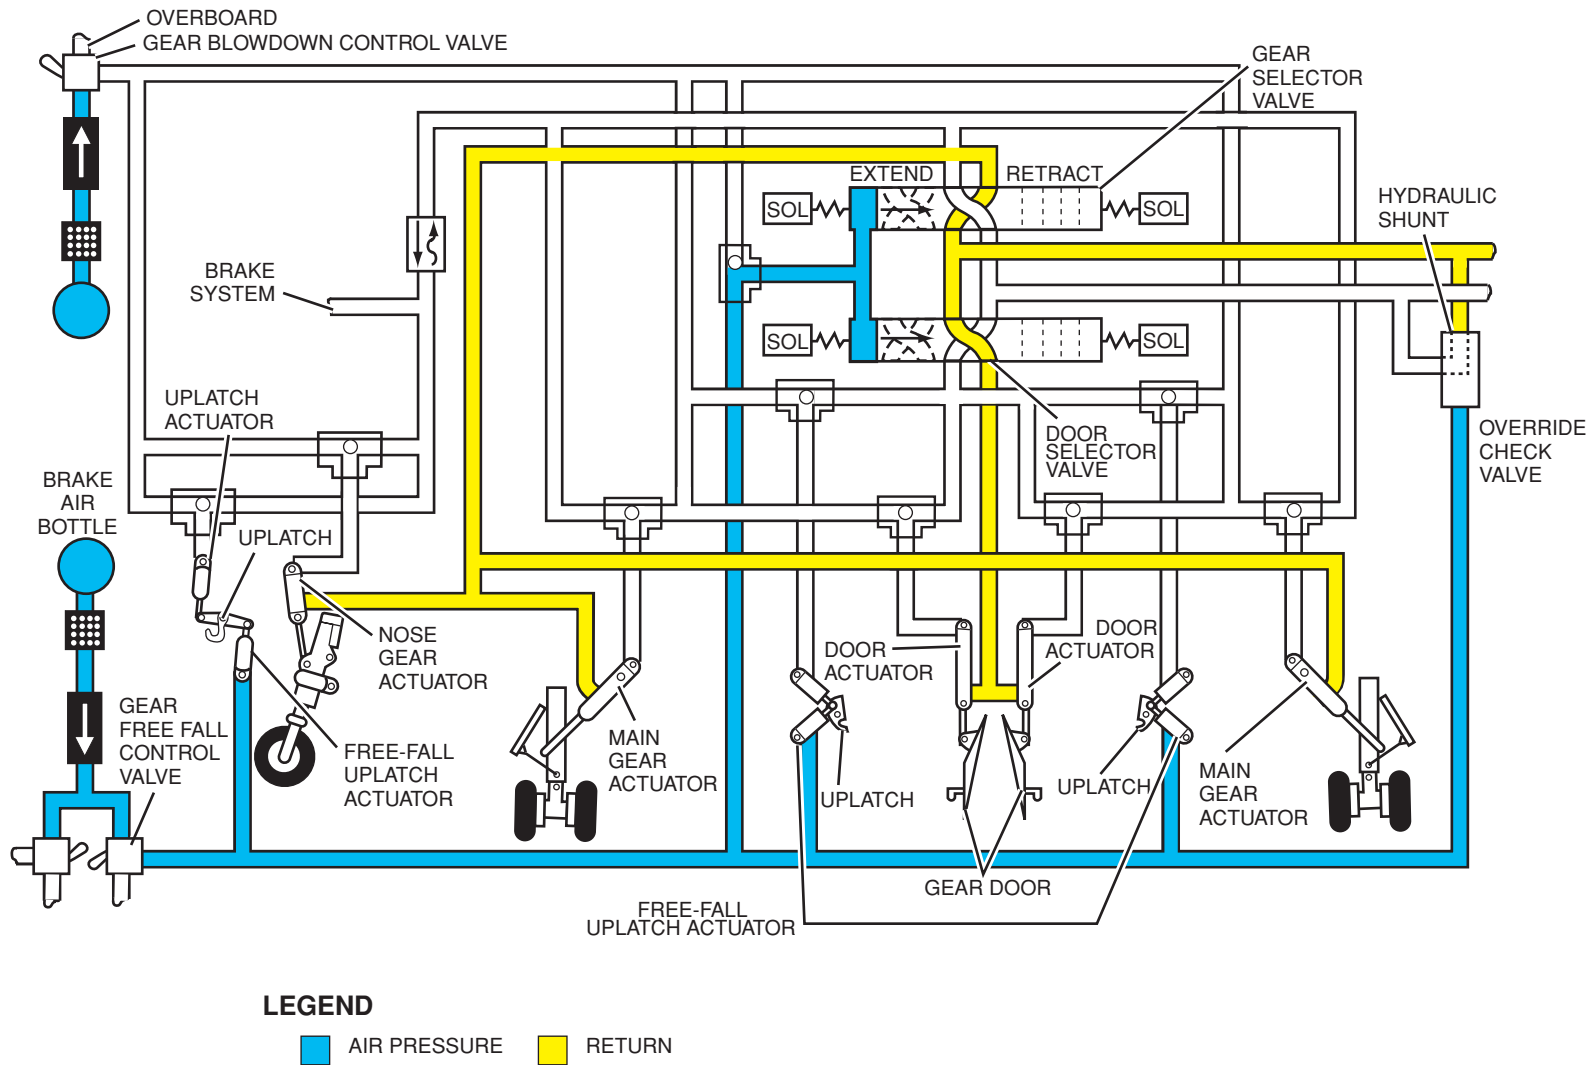 OVERBOARD
GEAR BLOWDOWN CONTROL VALVE
GEAR
SELECTOR
VALVE
EXTEND
RETRACT
SOL
SOL
HYDRAULIC
SHUNT
BRAKE
SYSTEM
SOL
SOL
UPLATCH
ACTUATOR
DOOR
SELECTOR
VALVE
OVERRIDE
CHECK
VALVE
BRAKE
AIR
BOTTLE
UPLATCH
NOSE
GEAR
ACTUATOR
DOOR
ACTUATOR
DOOR
ACTUATOR
GEAR
FREE FALL
CONTROL
VALVE
FREE-FALL
UPLATCH
ACTUATOR
MAIN
GEAR
ACTUATOR
UPLATCH
UPLATCH
MAIN
GEAR
ACTUATOR
GEAR DOOR
FREE-FALL
UPLATCH ACTUATOR
LEGEND
AIR PRESSURE
RETURN